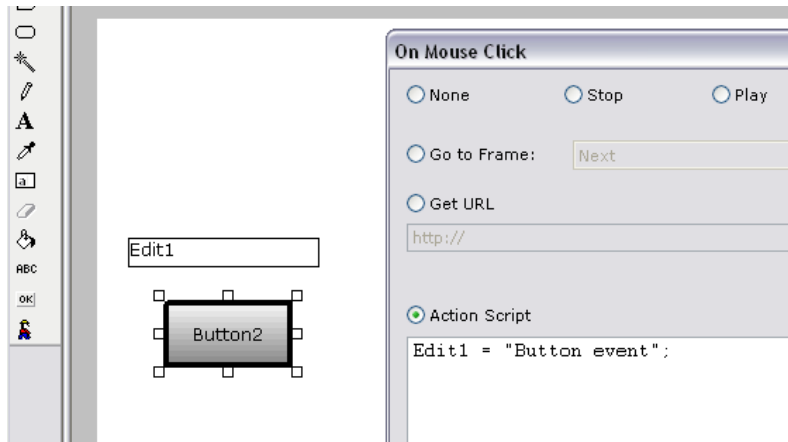 On Mouse Click
None
Stop
Play
A
Go to Frame:
Next
a
Get URL
http://
Edit1
ABC
OK
Action Script
Button2
Edit1 = "Button event";